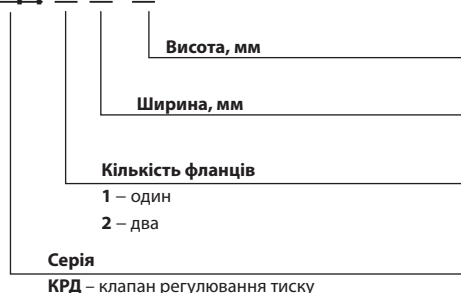 Висота, мм
Ширина, мм
Кількість фланців
1 – один
2 – два
Серія
КРД – клапан регулювання тиску